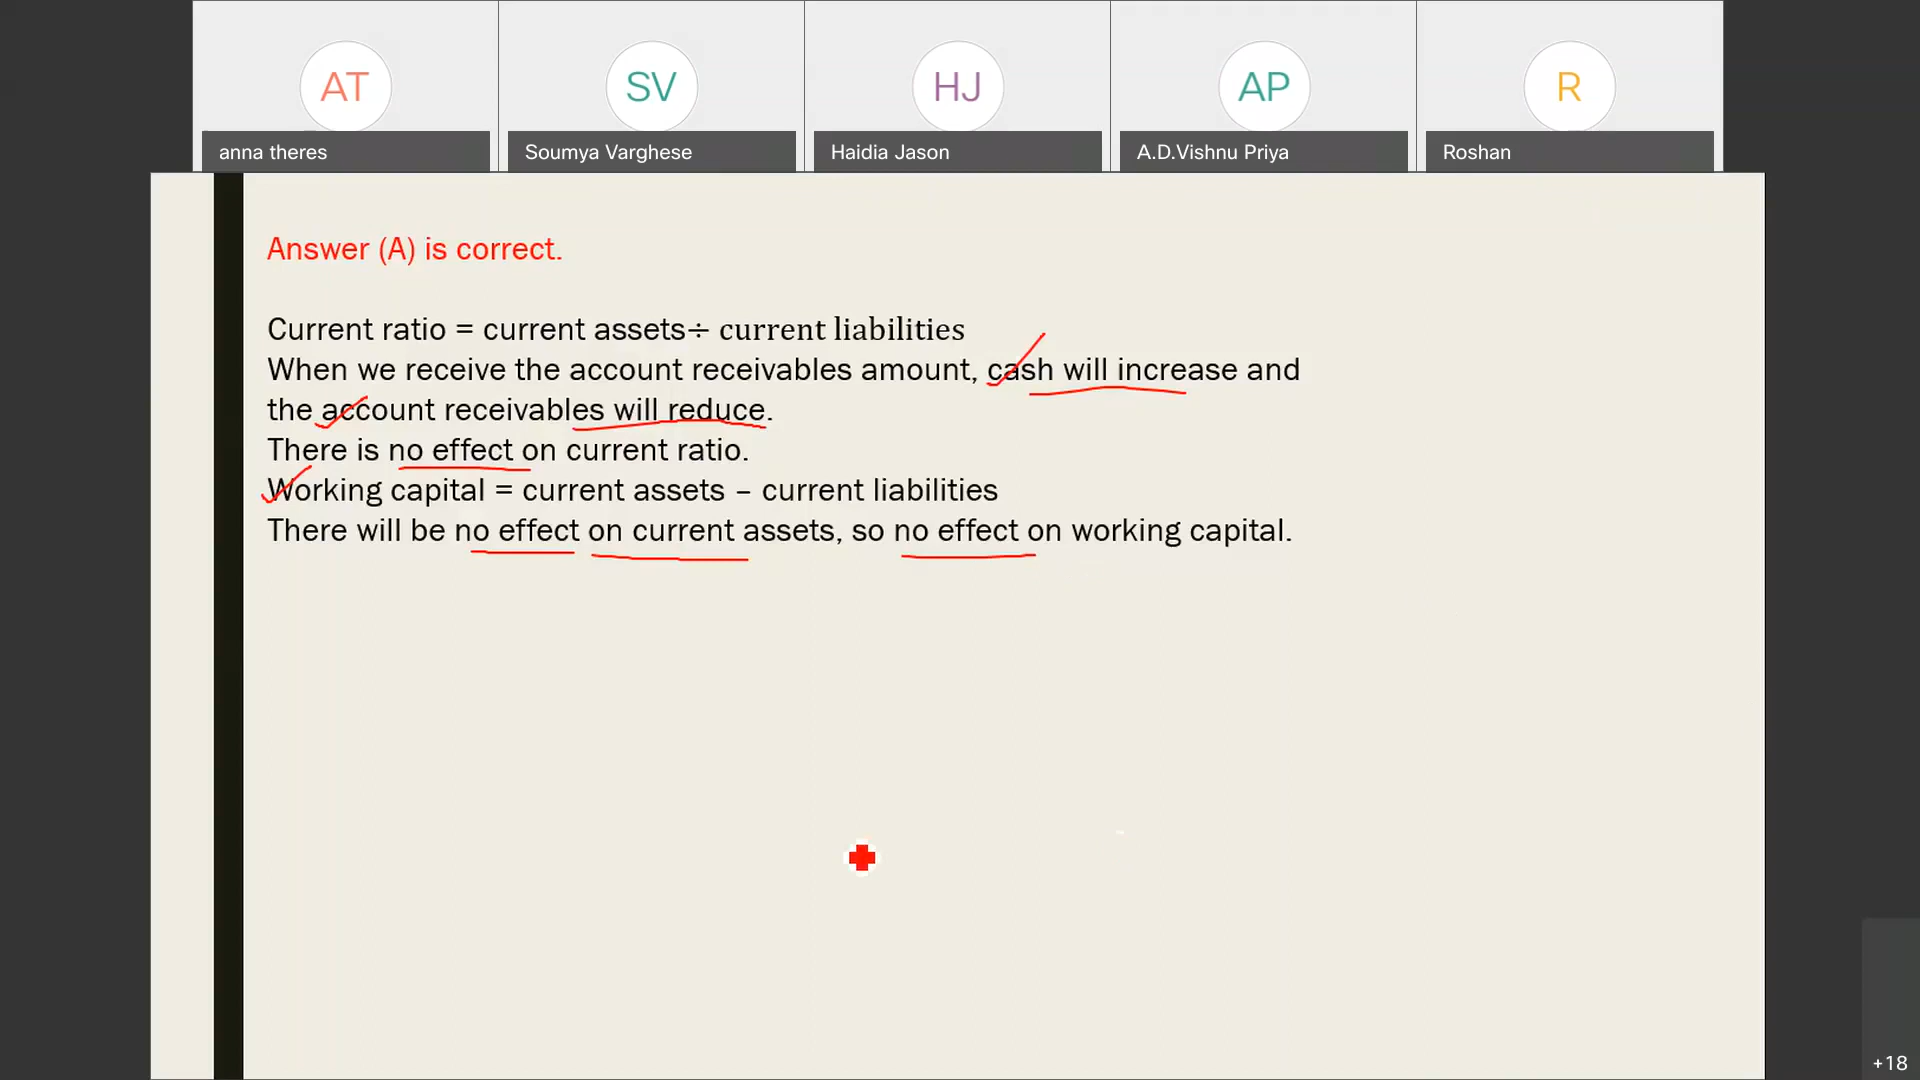 AT
SV
HJ
AP
R
anna theres
Soumya Varghese
Haidia Jason
A.D.Vishnu Priya
Roshan
Answer (A) is correct.
Current ratio = current assets÷ current liabilities
When we receive the account receivables amount, cash will increase and
the account receivables will reduce.
There is no effect on current ratio.
Working capital = current assets – current liabilities
There will be no effect on current assets, so no effect on working capital.
+18